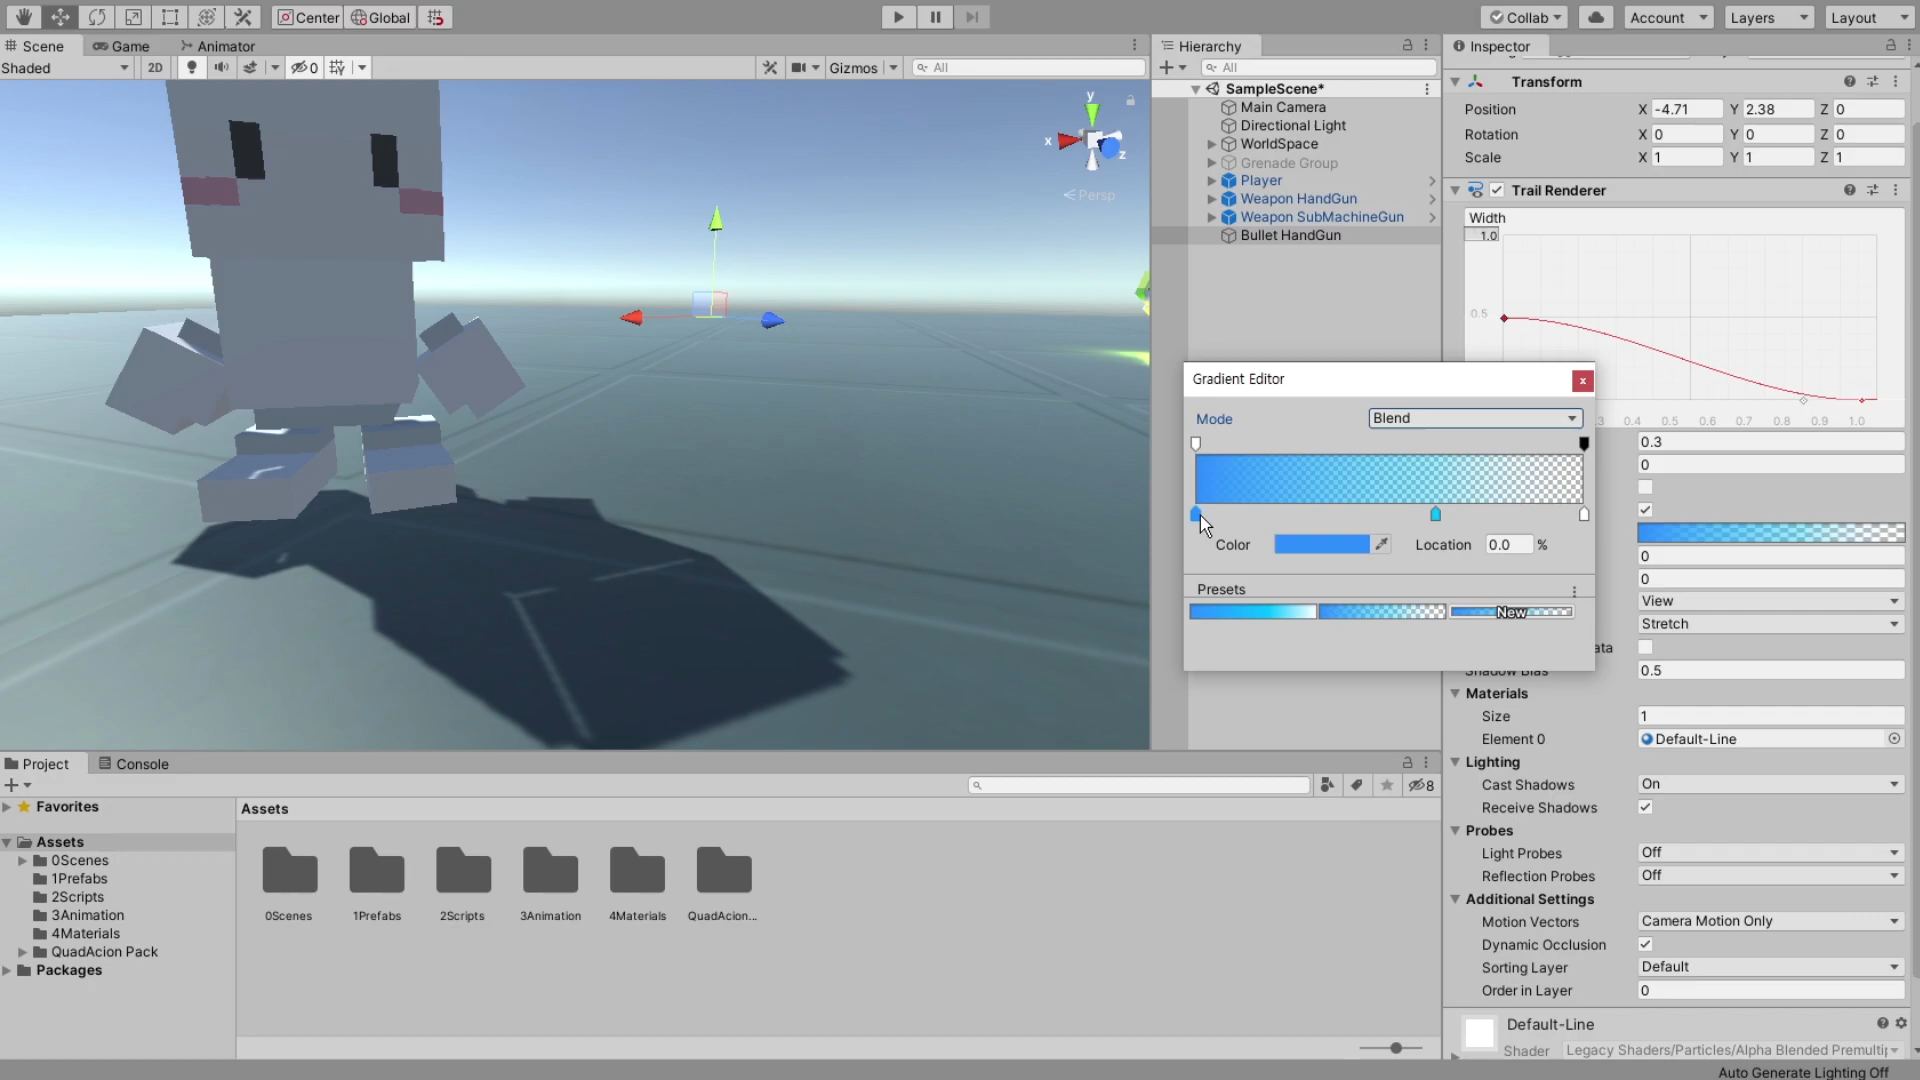 Center
Global
Collab
Account
Layers
Layout
Scene
Game
Animator
Shaded
2D
0
Gizmos
All
y
x
z
Persp
Hierarchy
All
SampleScene*
Main Camera
Directional Light
WorldSpace
Grenade Group
Player
Weapon HandGun
Weapon SubMachineGun
Bullet HandGun
Inspector
Transform
Position X -4.71 Y 2.38 Z 0
Rotation X 0 Y 0 Z 0
Scale X 1 Y 1 Z 1
Trail Renderer
Width
1.0
0.5
0.4 0.5 0.6 0.7 0.8 0.9 1.0
0.3
0
0
0
View
Stretch
0.5
Gradient Editor
x
Mode Blend
Color Location 0.0 %
Presets
New
Materials
Size 1
Element 0 Default-Line
Lighting
Cast Shadows On
Receive Shadows
Probes
Light Probes Off
Reflection Probes Off
Additional Settings
Motion Vectors Camera Motion Only
Dynamic Occlusion
Sorting Layer Default
Order in Layer 0
Default-Line
Shader Legacy Shaders/Particles/Alpha Blended
Auto Generate Lighting Off
Project
Console
8
Favorites
Assets
0Scenes
1Prefabs
2Scripts
3Animation
4Materials
QuadAcion Pack
Packages
Assets
0Scenes
1Prefabs
2Scripts
3Animation
4Materials
QuadAcion...